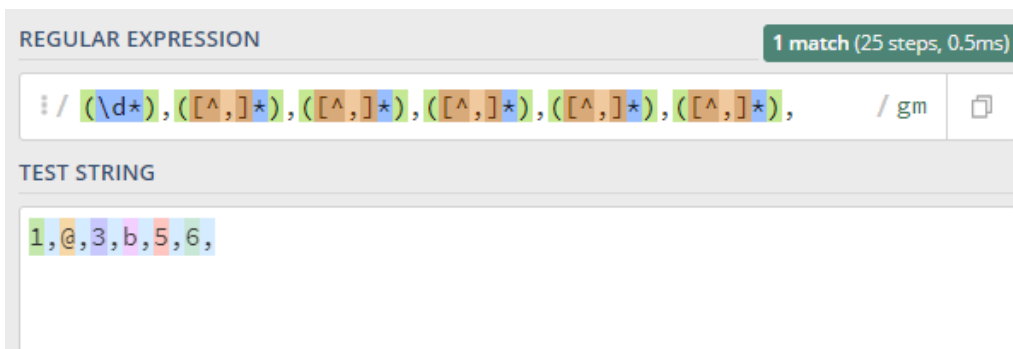 REGULAR EXPRESSION
1 match (25 steps, 0.5ms)
/ (\d*),([^,]*),([^,]*),([^,]*),([^,]*),([^,]*), / gm
TEST STRING
1,@,3,b,5,6,